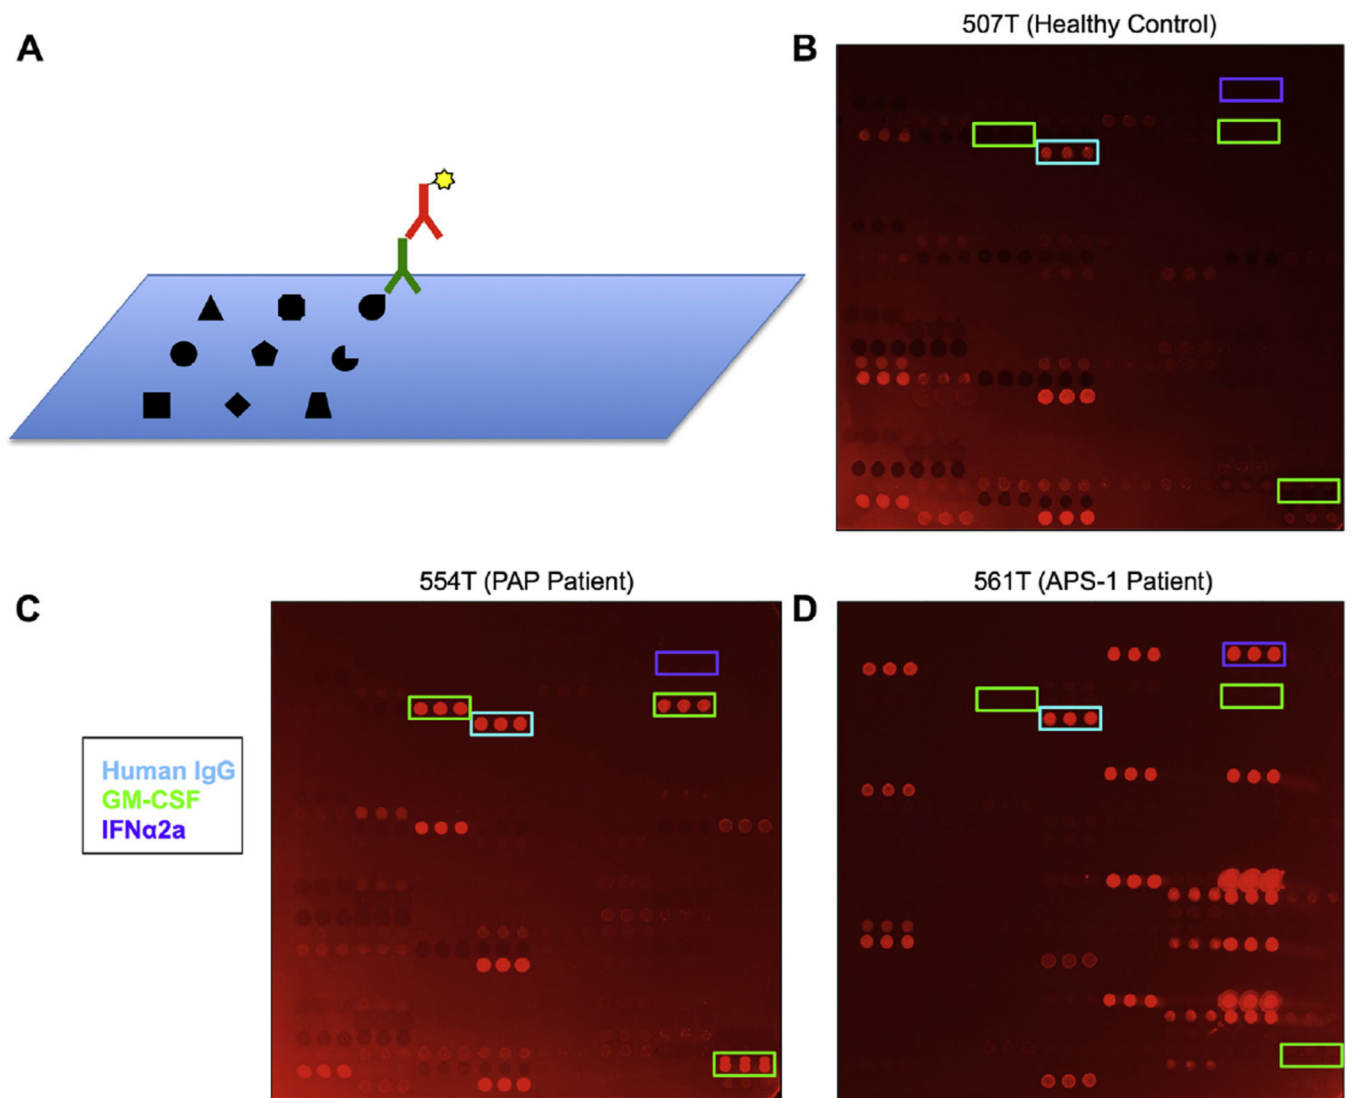 A
B
507T (Healthy Control)
C
554T (PAP Patient)
D
561T (APS-1 Patient)
Human IgG
GM-CSF
IFNα2a